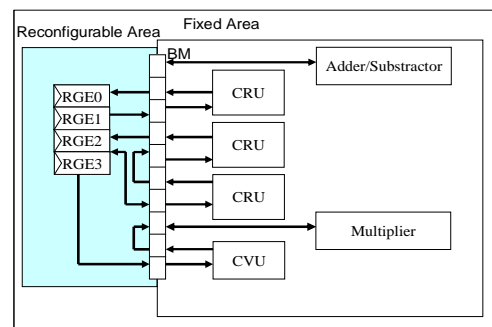 Fixed Area
Reconfigurable Area
BM
Adder/Substractor
RGE0
RGE1
RGE2
RGE3
CRU
CRU
CRU
Multiplier
CVU